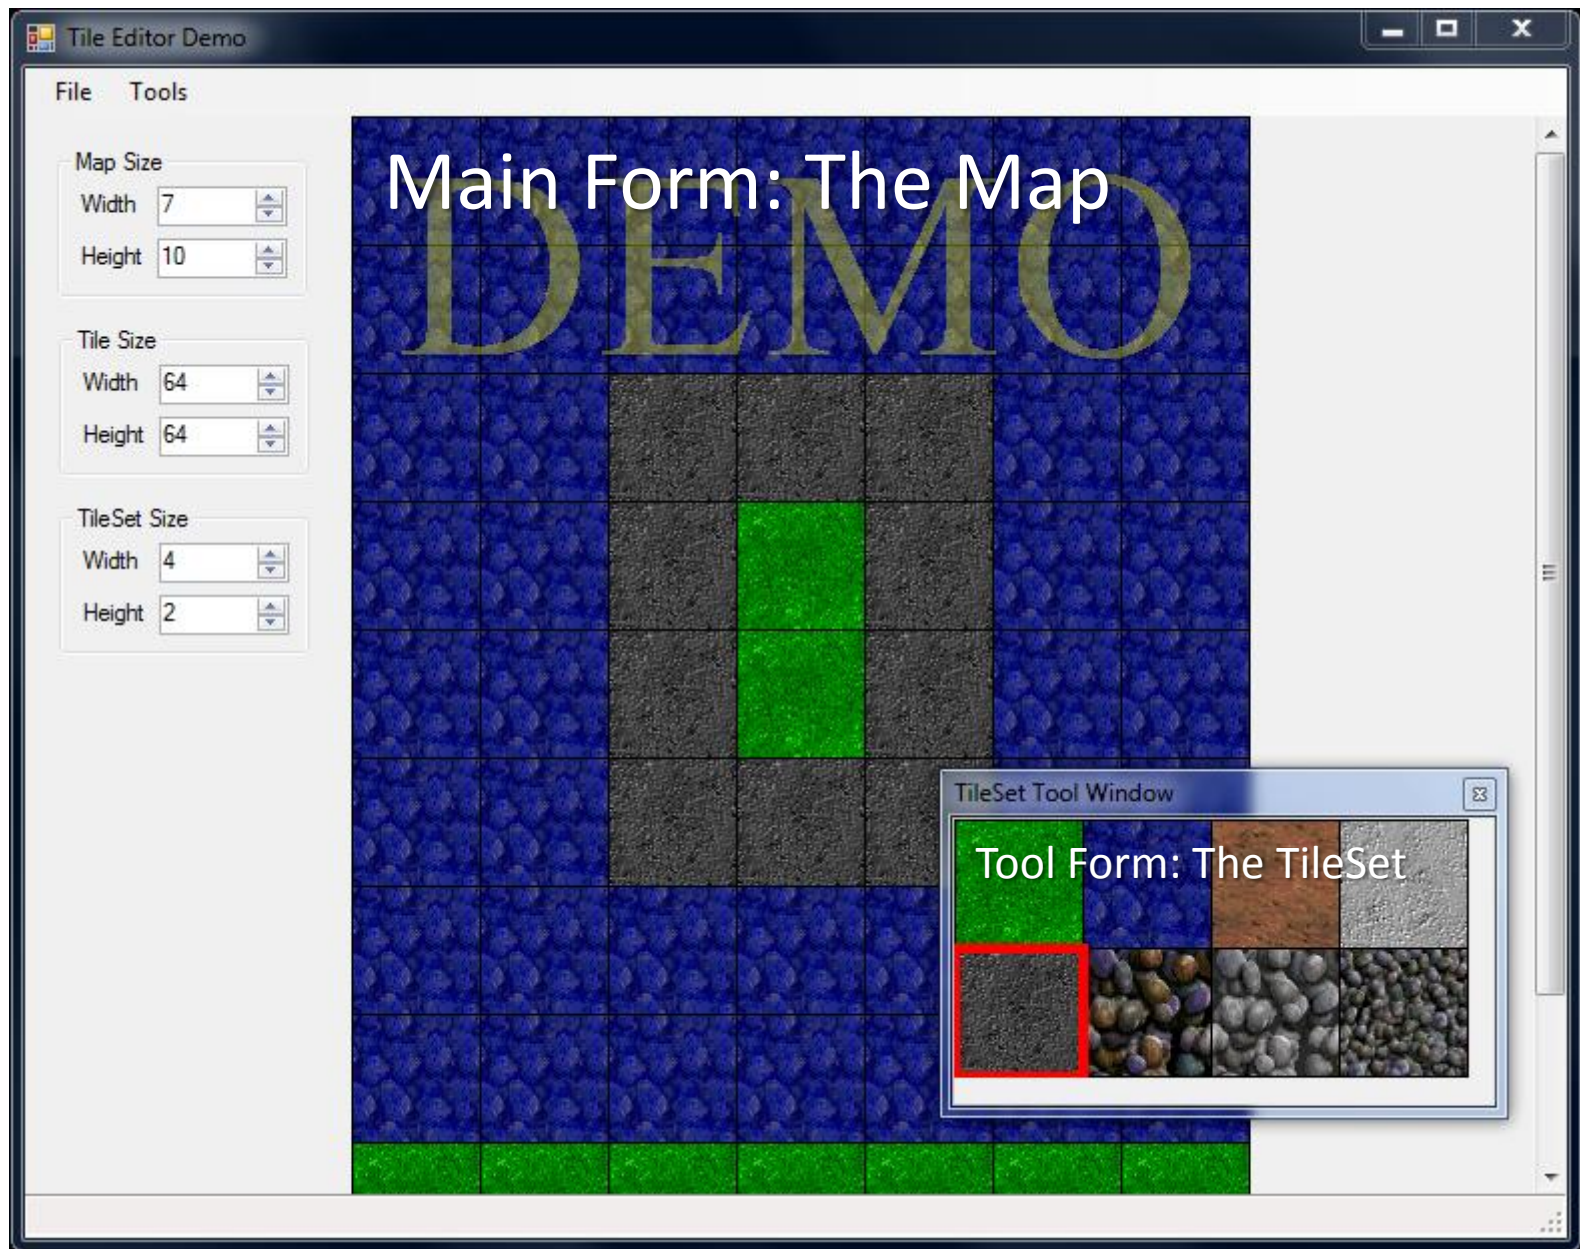 Tile Editor Demo
File Tools
Main Form: The Map
DEMO
Map Size
Width 7
Height 10
Tile Size
Width 64
Height 64
TileSet Size
Width 4
Height 2
TileSet Tool Window
Tool Form: The TileSet